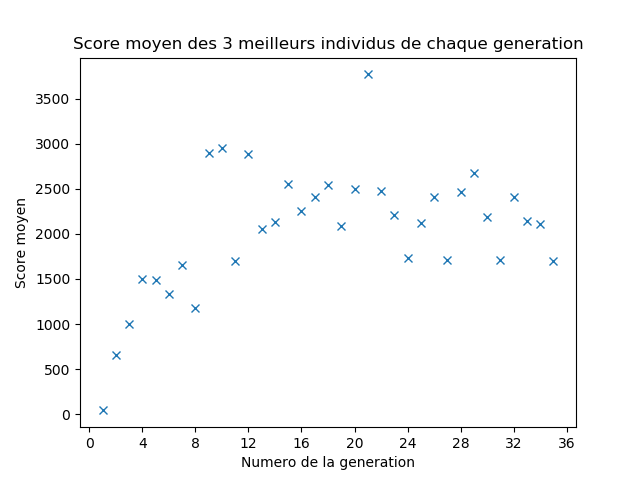 Score moyen des 3 meilleurs individus de chaque generation
3500
3000
2500
2000
1500
1000
500
0
Score moyen
0 4 8 12 16 20 24 28 32 36
Numero de la generation